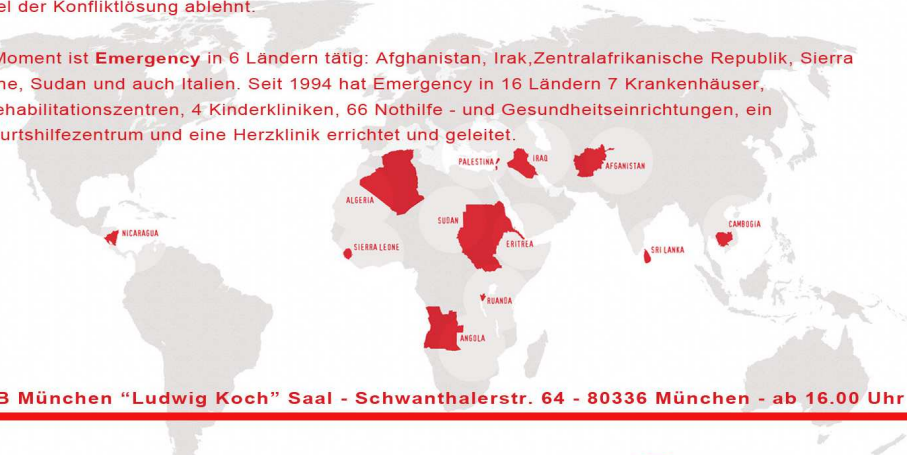 el der Konfliktlösung ablehnt.
Moment ist Emergency in 6 Ländern tätig: Afghanistan, Irak,Zentralafrikanische Republik, Sierra
ne, Sudan und auch Italien. Seit 1994 hat Emergency in 16 Ländern 7 Krankenhäuser,
ehabilitationszentren, 4 Kinderkliniken, 66 Nothilfe - und Gesundheitseinrichtungen, ein
urtshilfezentrum und eine Herzklinik errichtet und geleitet.
PALESTINA
IRAQ
AFGANISTAN
ALGERIA
SUDAN
ERITREA
NICARAGUA
SIERRA LEONE
CAMBOGIA
SRI LANKA
RUANDA
ANGOLA
B München “Ludwig Koch” Saal - Schwanthalerstr. 64 - 80336 München - ab 16.00 Uhr